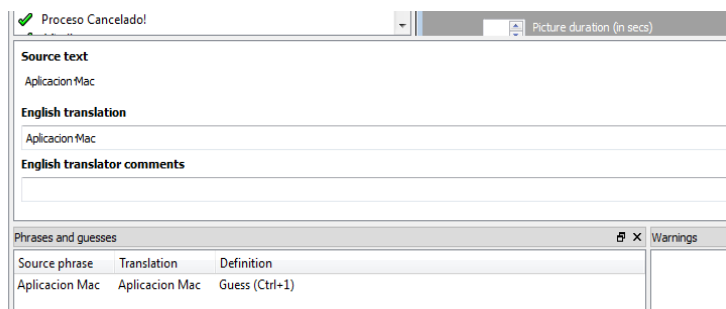 Proceso Cancelado!
Picture duration (in secs)
Source text
Aplicacion Mac
English translation
Aplicacion Mac
English translator comments
Phrases and guesses
Warnings
Source phrase Translation Definition
Aplicacion Mac Aplicacion Mac Guess (Ctrl+1)